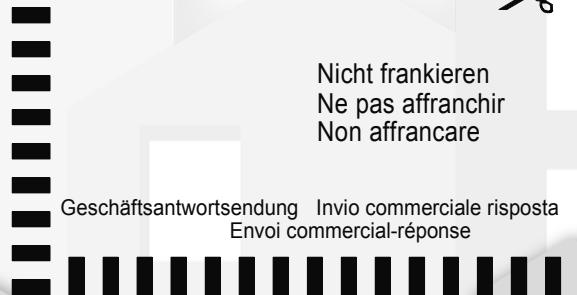 Nicht frankieren
Ne pas affranchir
Non affrancare
Geschäftsantwortsendung Invio commerciale risposta
Envoi commercial-réponse